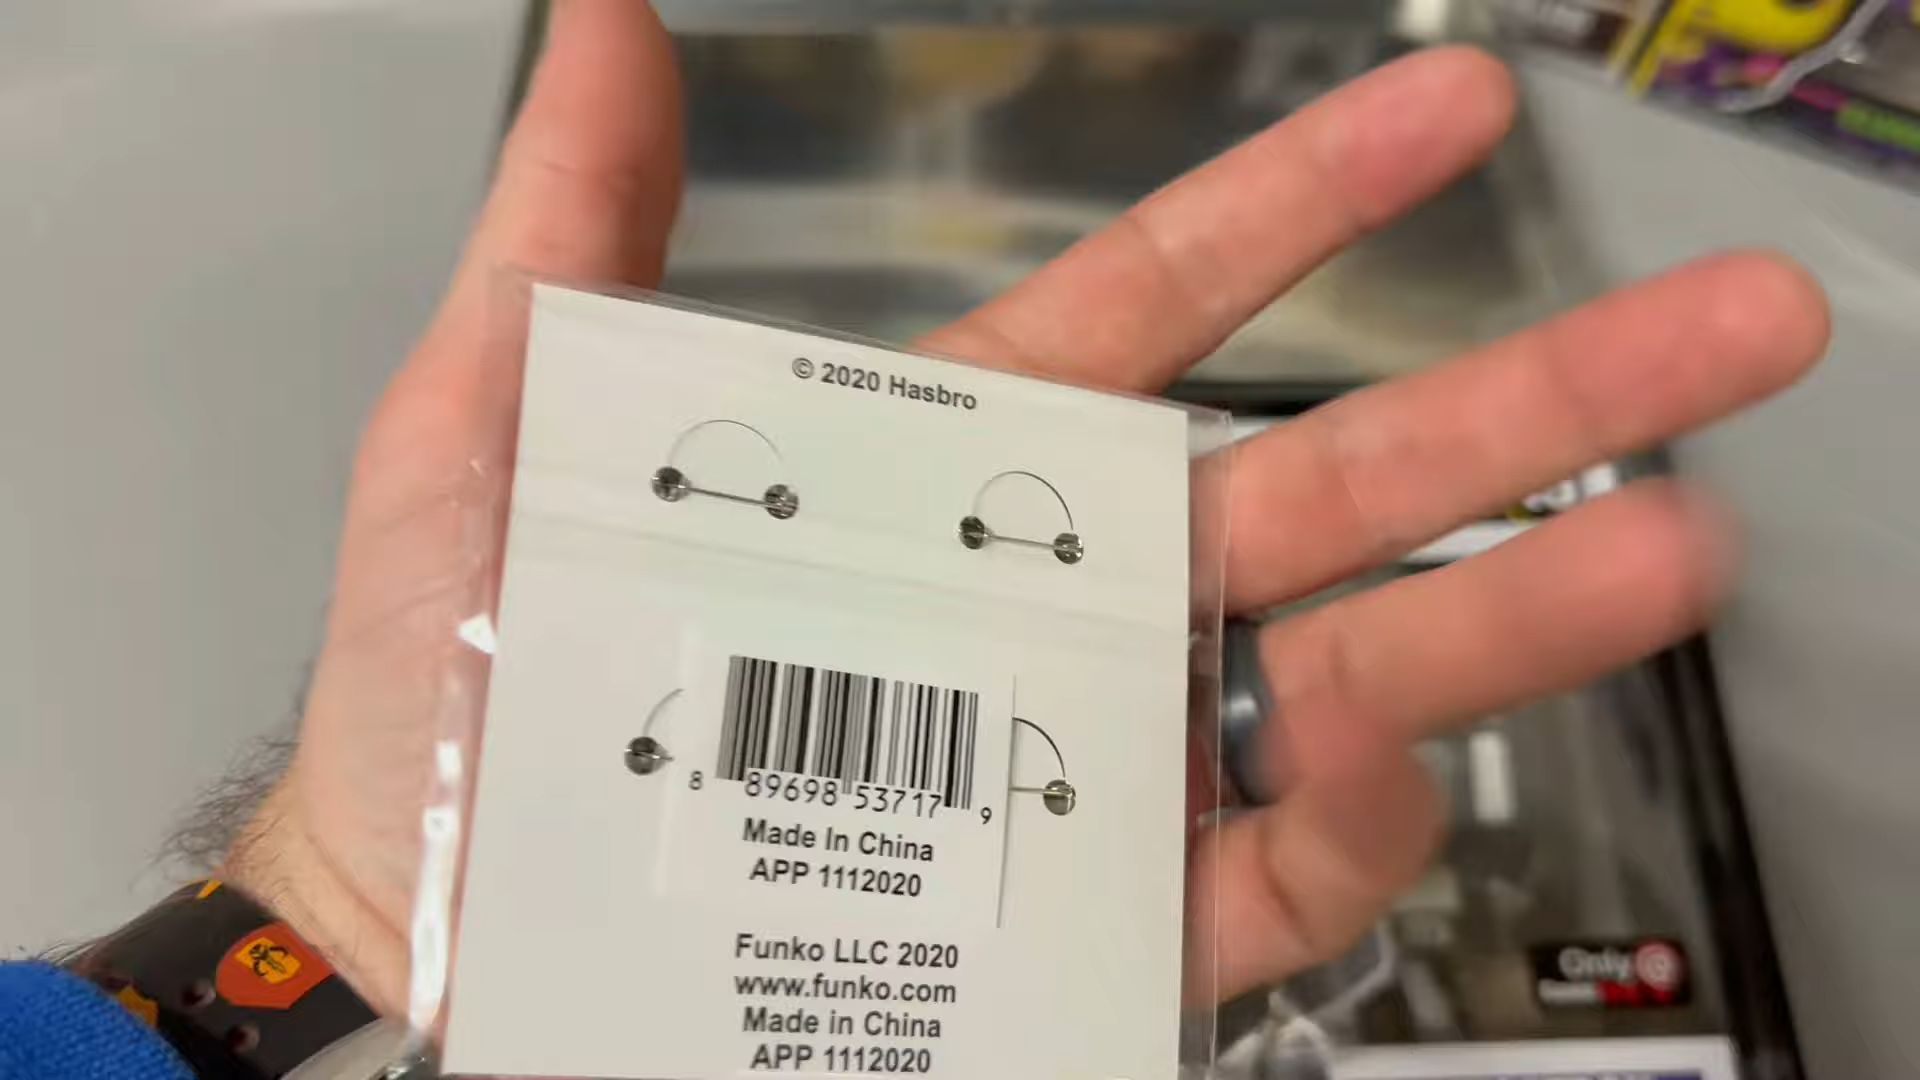 © 2020 Hasbro
8 89698 53717 9
Made In China
APP 1112020
Funko LLC 2020
www.funko.com
Made in China
APP 1112020
Only @